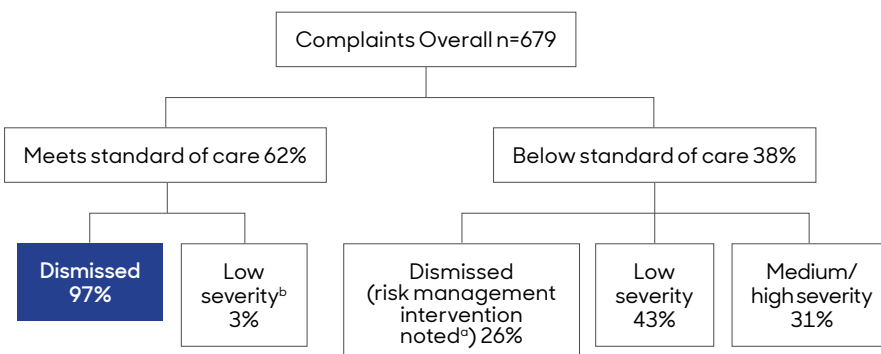 Complaints Overall n=679
Meets standard of care 62%
Below standard of care 38%
Dismissed
97%
Low
severityᵇ
3%
Dismissed
(risk management
intervention
notedᵃ) 26%
Low
severity
43%
Medium/
high severity
31%